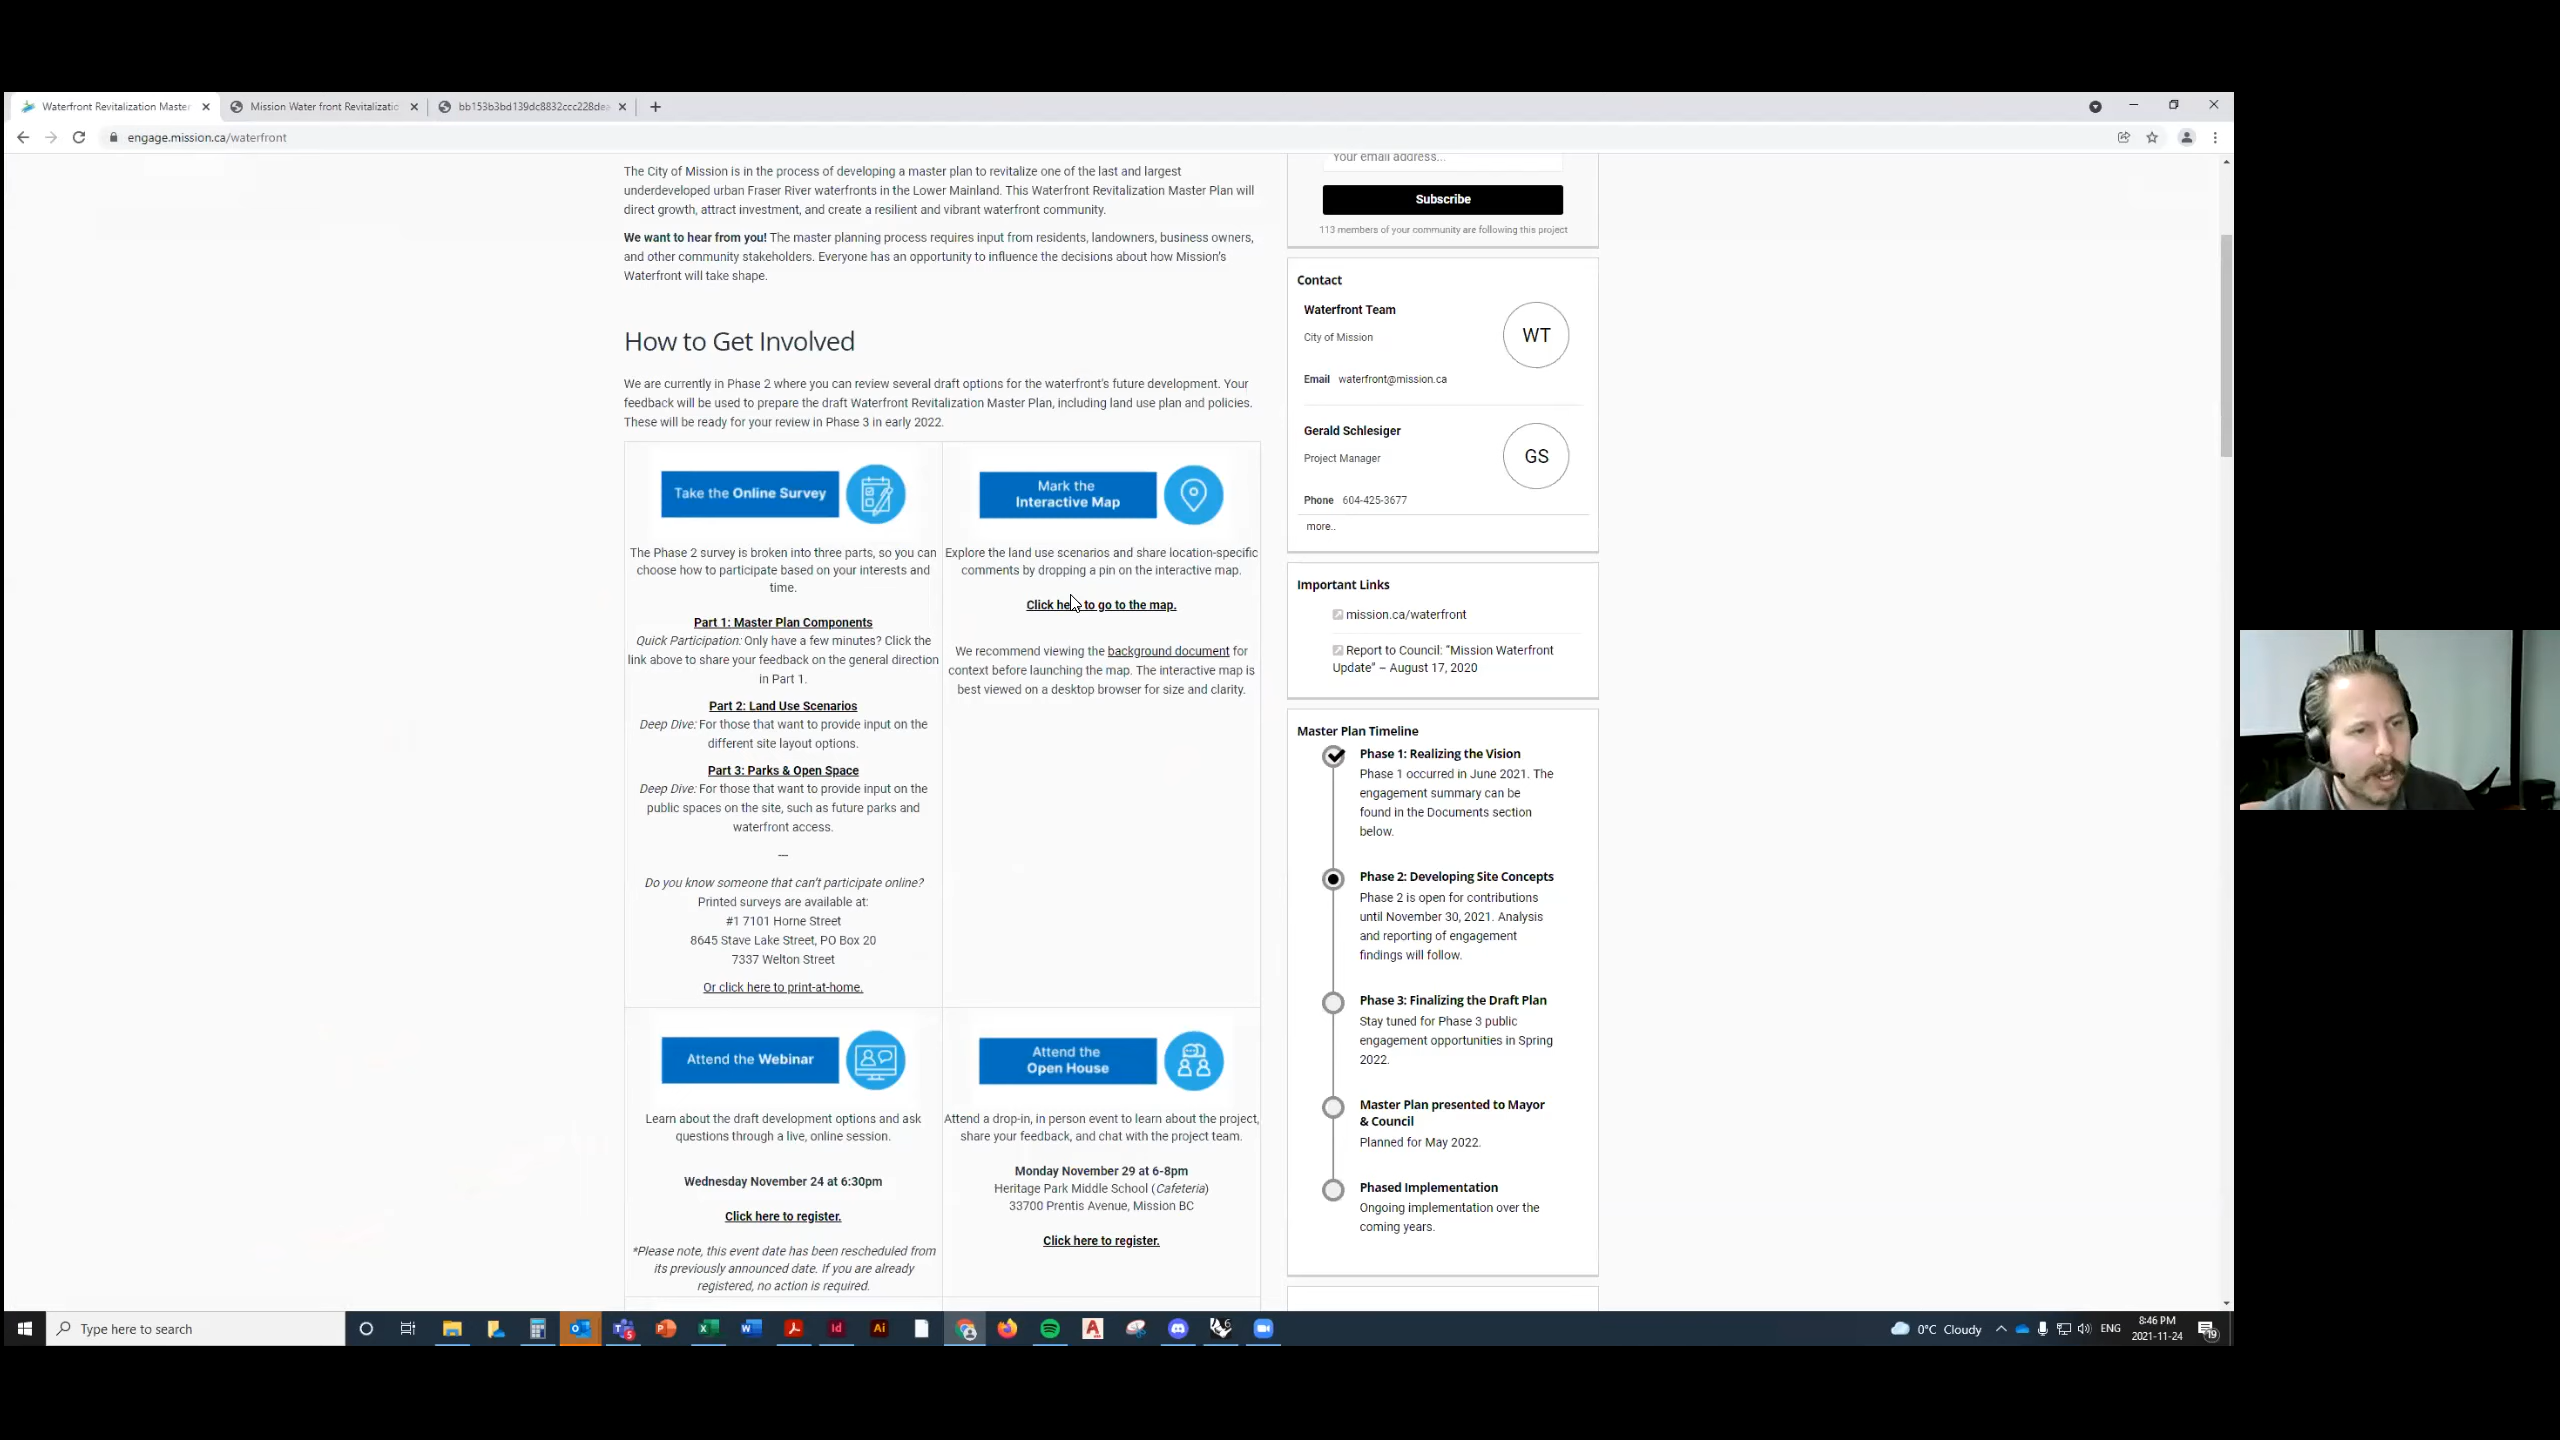 Waterfront Revitalization Master
Mission Water front Revitalizatio
bb153b3bd139dc8832ccc228dea
engage.mission.ca/waterfront
The City of Mission is in the process of developing a master plan to revitalize one of the last and largest
underdeveloped urban Fraser River waterfronts in the Lower Mainland. This Waterfront Revitalization Master Plan will
direct growth, attract investment, and create a resilient and vibrant waterfront community.
We want to hear from you! The master planning process requires input from residents, landowners, business owners,
and other community stakeholders. Everyone has an opportunity to influence the decisions about how Mission's
Waterfront will take shape.
How to Get Involved
We are currently in Phase 2 where you can review several draft options for the waterfront's future development. Your
feedback will be used to prepare the draft Waterfront Revitalization Master Plan, including land use plan and policies.
These will be ready for your review in Phase 3 in early 2022.
Take the Online Survey
The Phase 2 survey is broken into three parts, so you can
choose how to participate based on your interests and
time.
Part 1: Master Plan Components
Quick Participation: Only have a few minutes? Click the
link above to share your feedback on the general direction
in Part 1.
Part 2: Land Use Scenarios
Deep Dive: For those that want to provide input on the
different site layout options.
Part 3: Parks & Open Space
Deep Dive: For those that want to provide input on the
public spaces on the site, such as future parks and
waterfront access.
—
Do you know someone that can't participate online?
Printed surveys are available at:
#1 7101 Horne Street
8645 Stave Lake Street, PO Box 20
7337 Welton Street
Or click here to print-at-home.
Mark the
Interactive Map
Explore the land use scenarios and share location-specific
comments by dropping a pin on the interactive map.
Click here to go to the map.
We recommend viewing the background document for
context before launching the map. The interactive map is
best viewed on a desktop browser for size and clarity.
Attend the Webinar
Learn about the draft development options and ask
questions through a live, online session.
Wednesday November 24 at 6:30pm
Click here to register.
*Please note, this event date has been rescheduled from
its previously announced date. If you are already
registered, no action is required.
Attend the
Open House
Attend a drop-in, in person event to learn about the project,
share your feedback, and chat with the project team.
Monday November 29 at 6-8pm
Heritage Park Middle School (Cafeteria)
33700 Prentis Avenue, Mission BC
Click here to register.
Your email address...
Subscribe
113 members of your community are following this project
Contact
Waterfront Team
City of Mission
WT
Email waterfront@mission.ca
Gerald Schlesiger
Project Manager
GS
Phone 604-425-3677
more..
Important Links
mission.ca/waterfront
Report to Council: "Mission Waterfront
Update" – August 17, 2020
Master Plan Timeline
Phase 1: Realizing the Vision
Phase 1 occurred in June 2021. The
engagement summary can be
found in the Documents section
below.
Phase 2: Developing Site Concepts
Phase 2 is open for contributions
until November 30, 2021. Analysis
and reporting of engagement
findings will follow.
Phase 3: Finalizing the Draft Plan
Stay tuned for Phase 3 public
engagement opportunities in Spring
2022.
Master Plan presented to Mayor
& Council
Planned for May 2022.
Phased Implementation
Ongoing implementation over the
coming years.
Type here to search
0°C Cloudy
ENG
8:46 PM
2021-11-24
19